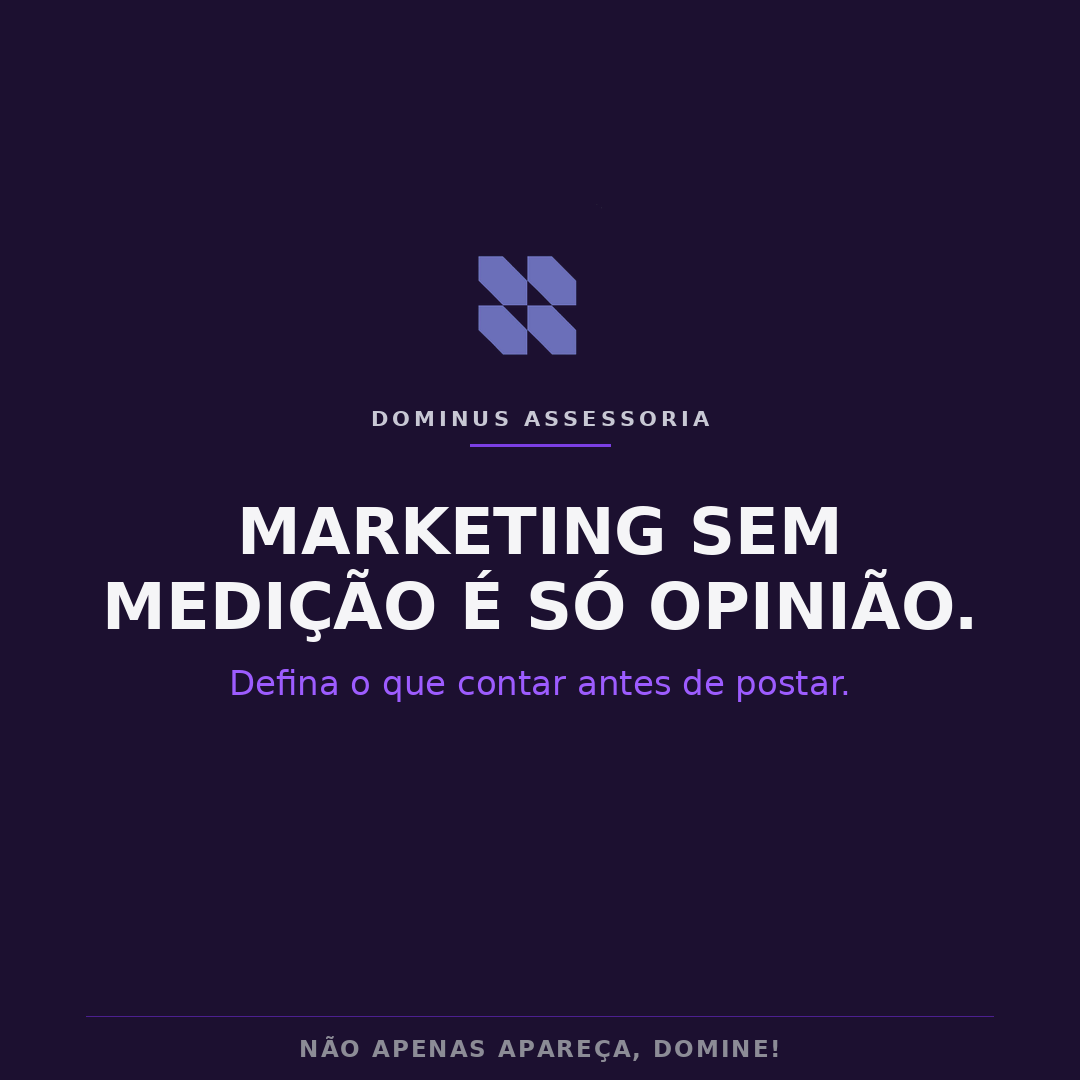 DOMINUS ASSESSORIA
MARKETING SEM
MEDIÇÃO É SÓ OPINIÃO.
Defina o que contar antes de postar.
NÃO APENAS APAREÇA, DOMINE!